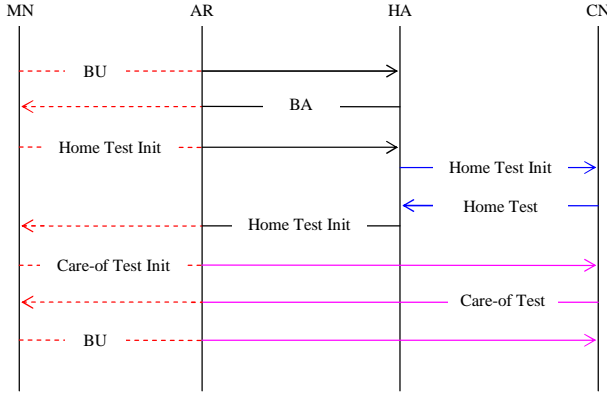 MN AR HA CN
BU
BA
Home Test Init
Home Test Init
Home Test
Home Test Init
Care-of Test Init
Care-of Test
BU